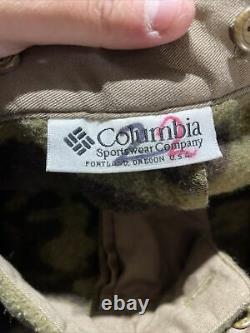 Columbia
Sportswear Company
PORTLAND, OREGON U.S.A.